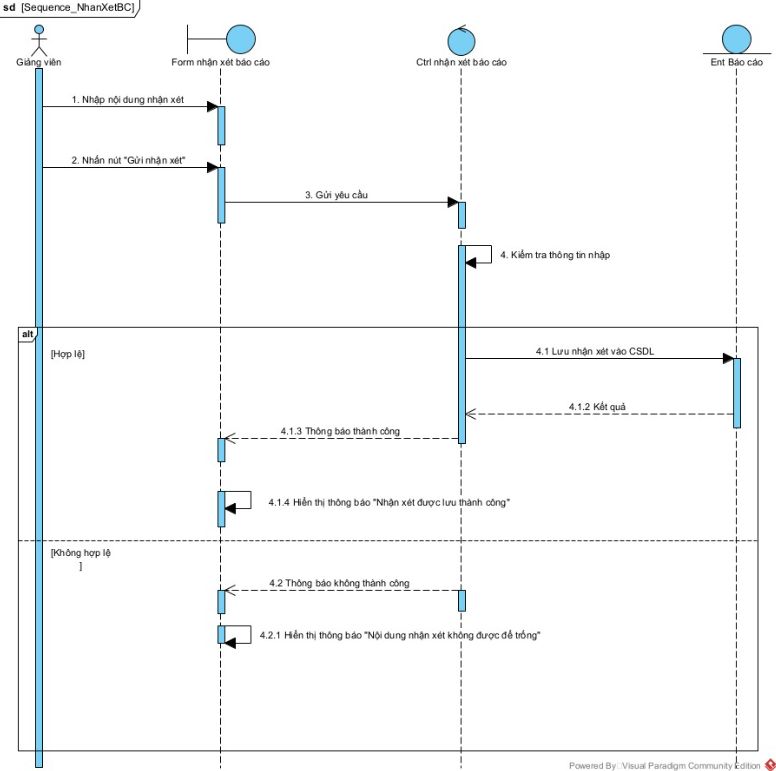 sd [Sequence_NhanXetBC]
Giảng viên
Form nhận xét báo cáo
Ctrl nhận xét báo cáo
Ent Báo cáo
1. Nhập nội dung nhận xét
2. Nhấn nút "Gửi nhận xét"
3. Gửi yêu cầu
4. Kiểm tra thông tin nhập
alt
[Hợp lệ]
4.1 Lưu nhận xét vào CSDL
4.1.2 Kết quả
4.1.3 Thông báo thành công
4.1.4 Hiển thị thông báo "Nhận xét được lưu thành công"
[Không hợp lệ
]
4.2 Thông báo không thành công
4.2.1 Hiển thị thông báo "Nội dung nhận xét không được để trống"
Powered By Visual Paradigm Community Edition